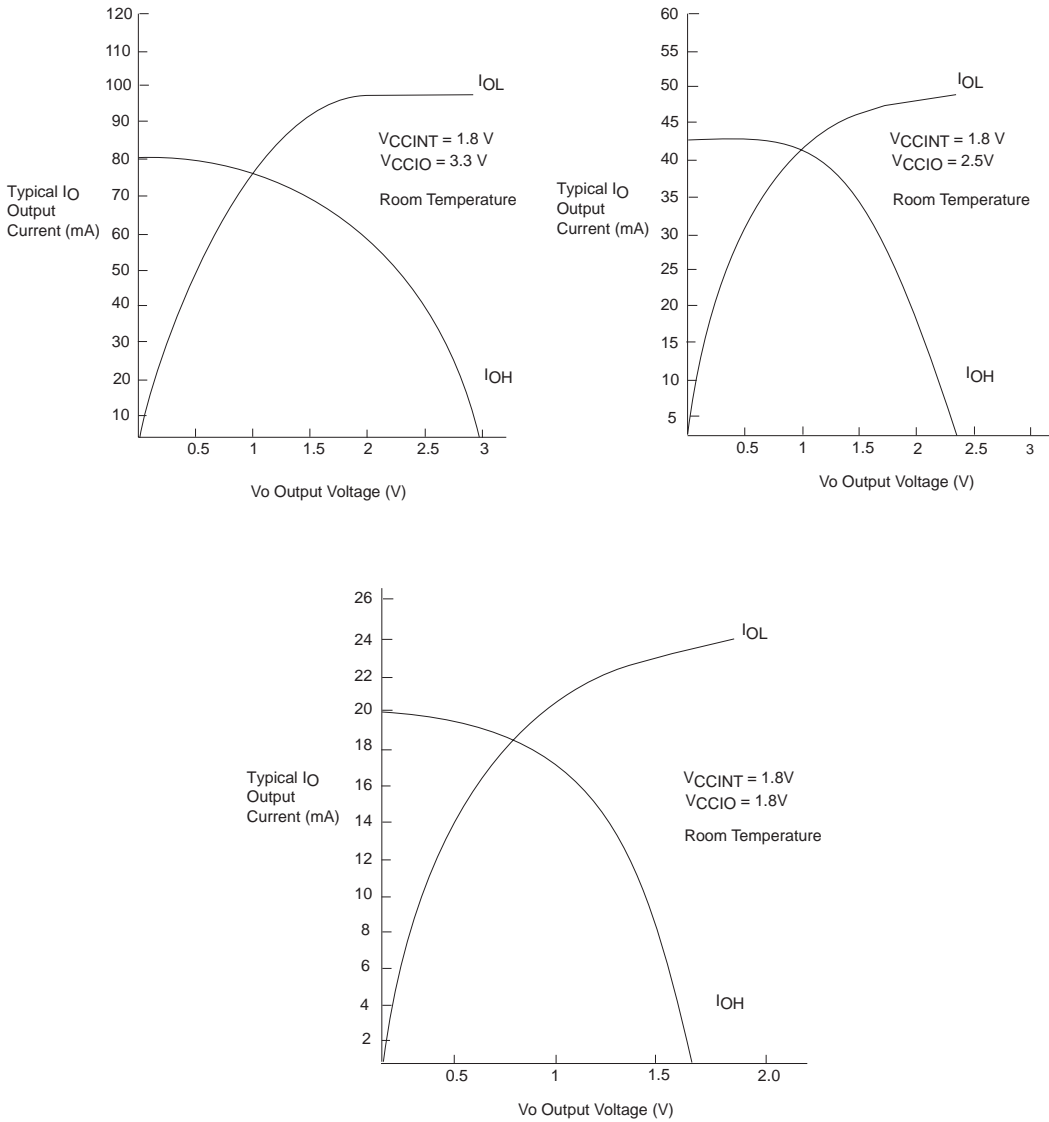 120
110
100
90
80
70
60
50
40
30
20
10
Typical IO
Output
Current (mA)
IOL
VCCINT = 1.8 V
VCCIO = 3.3 V
Room Temperature
IOH
0.5 1 1.5 2 2.5 3
Vo Output Voltage (V)
60
55
50
45
40
35
30
25
20
15
10
5
Typical IO
Output
Current (mA)
IOL
VCCINT = 1.8 V
VCCIO = 2.5V
Room Temperature
IOH
0.5 1 1.5 2 2.5 3
Vo Output Voltage (V)
26
24
22
20
18
16
14
12
10
8
6
4
2
Typical IO
Output
Current (mA)
IOL
VCCINT = 1.8V
VCCIO = 1.8V
Room Temperature
IOH
0.5 1 1.5 2.0
Vo Output Voltage (V)